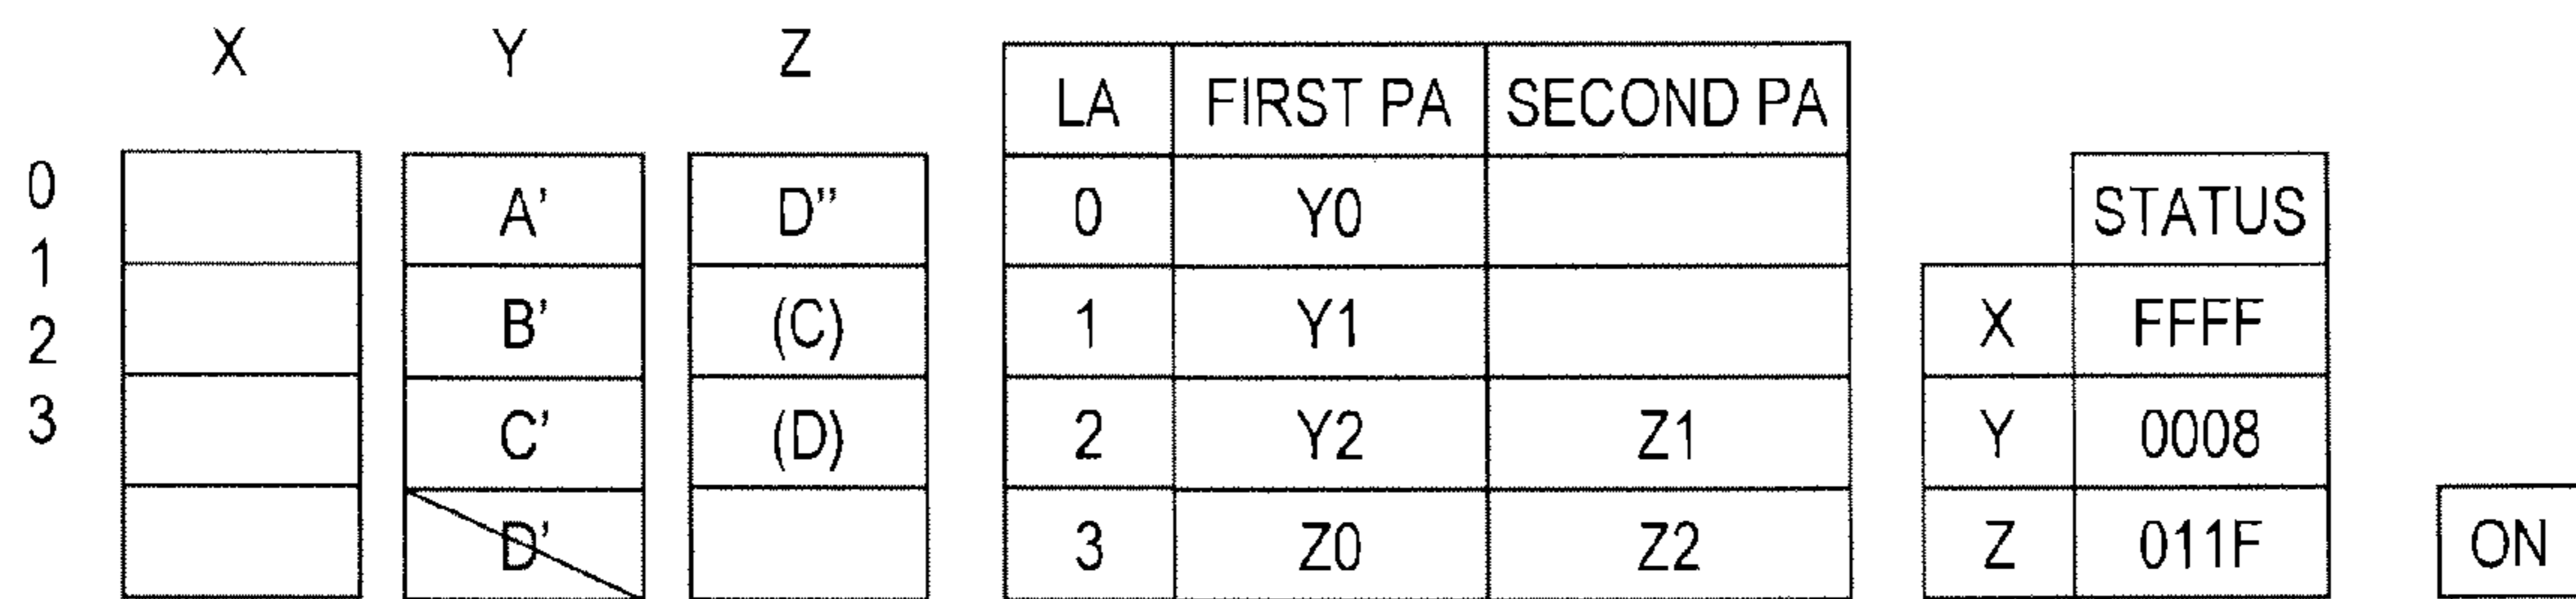 X Y Z
LA FIRST PA SECOND PA
0 A' D" 0 Y0 STATUS
1 B' (C) 1 Y1 X FFFF
2 C' (D) 2 Y2 Z1 Y 0008
3 D' 3 Z0 Z2 Z 011F ON